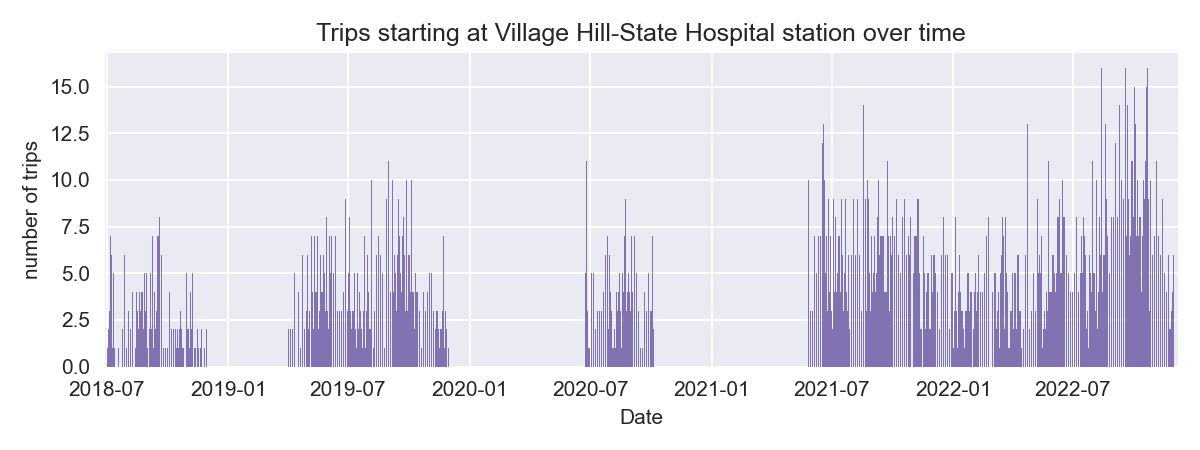 Trips starting at Village Hill-State Hospital station over time
number of trips
15.0
12.5
10.0
7.5
5.0
2.5
0.0
2018-07 2019-01 2019-07 2020-01 2020-07 2021-01 2021-07 2022-01 2022-07
Date